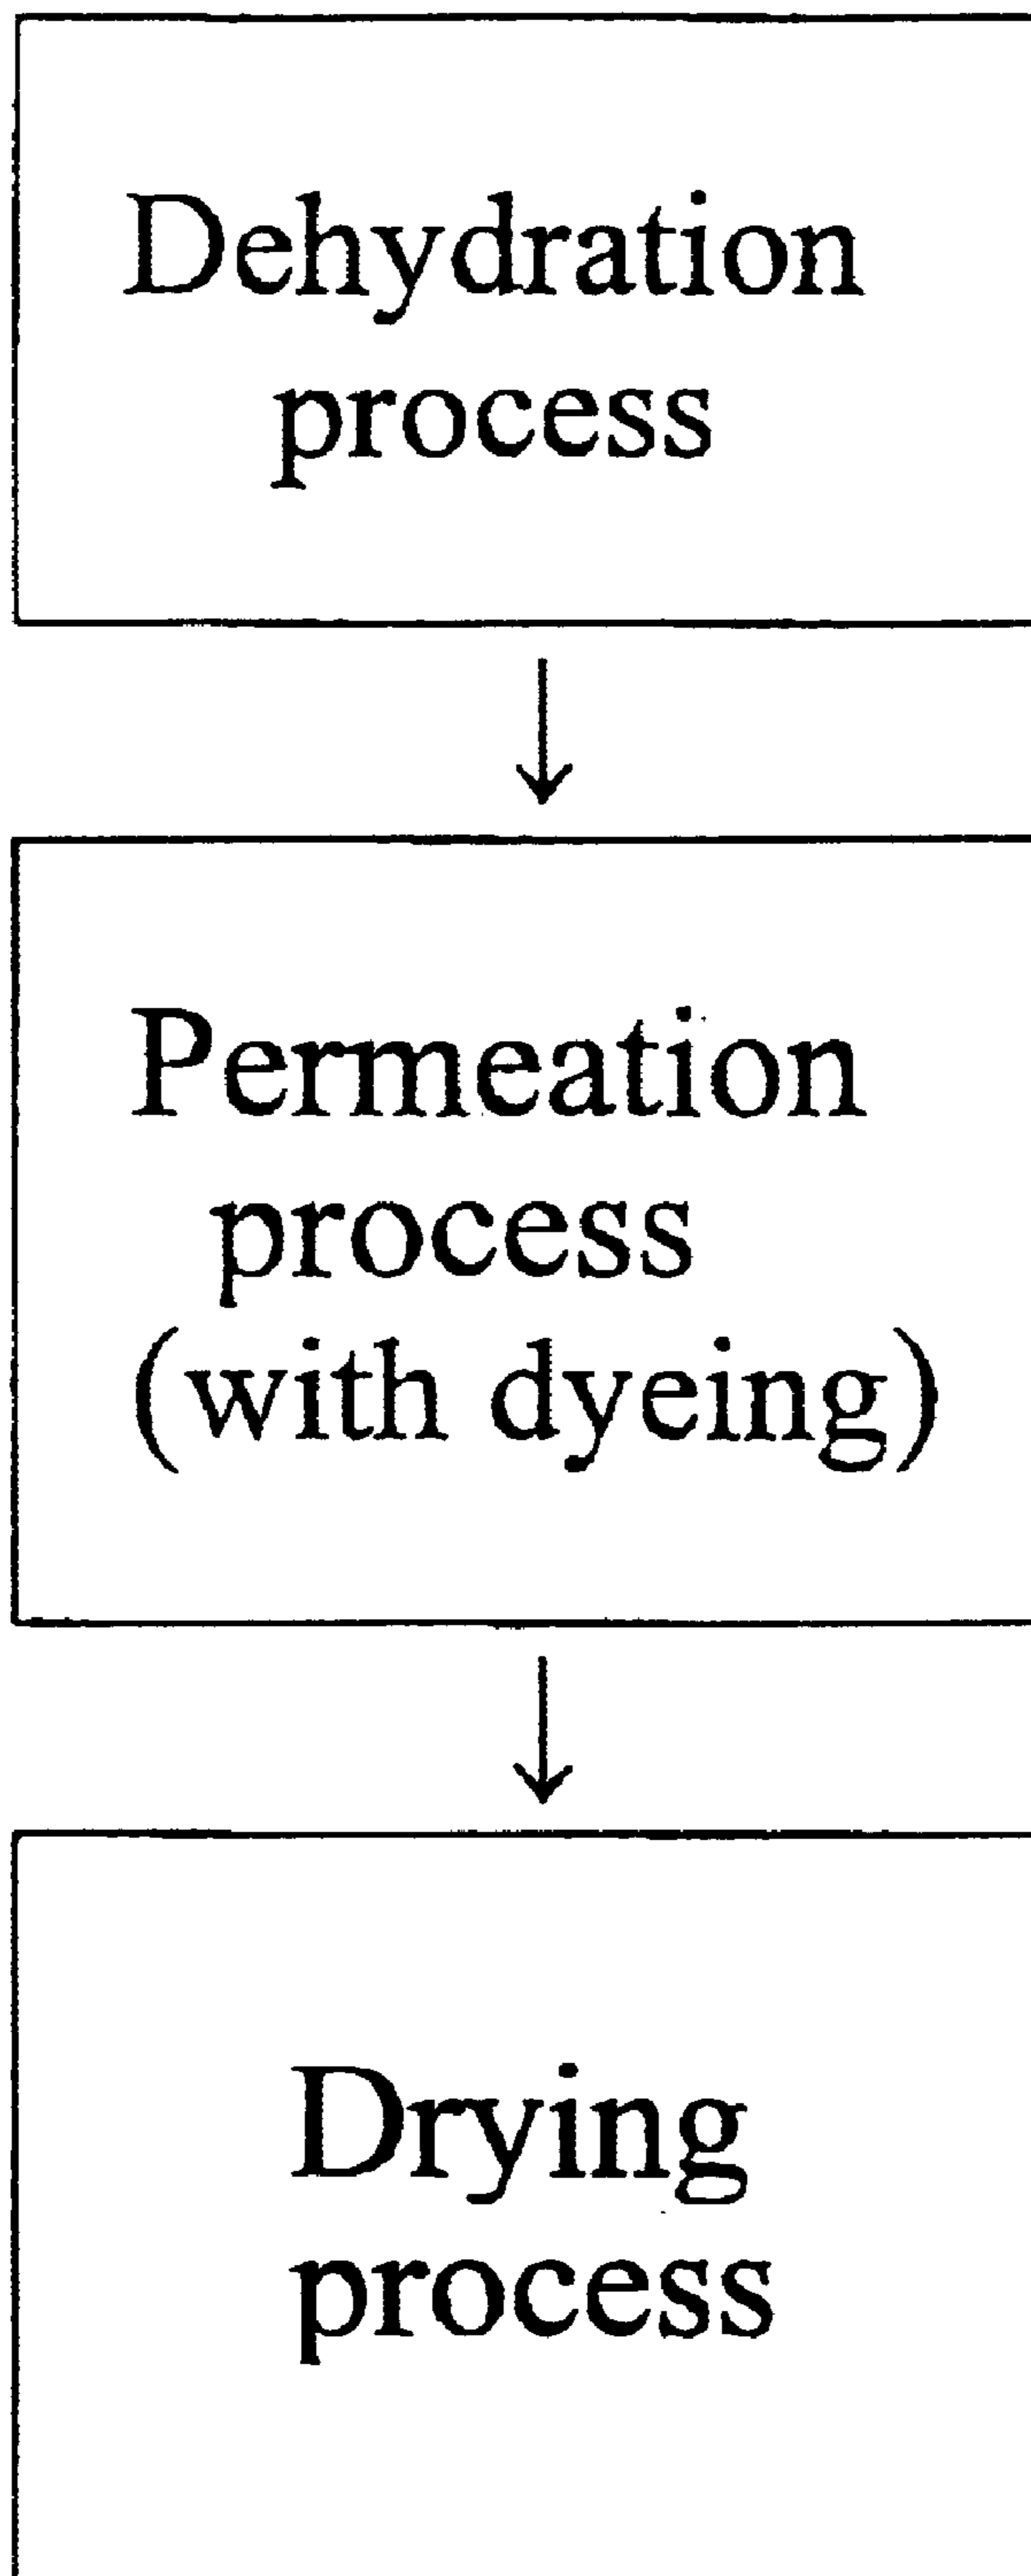 Dehydration
process
Permeation
process
(with dyeing)
Drying
process